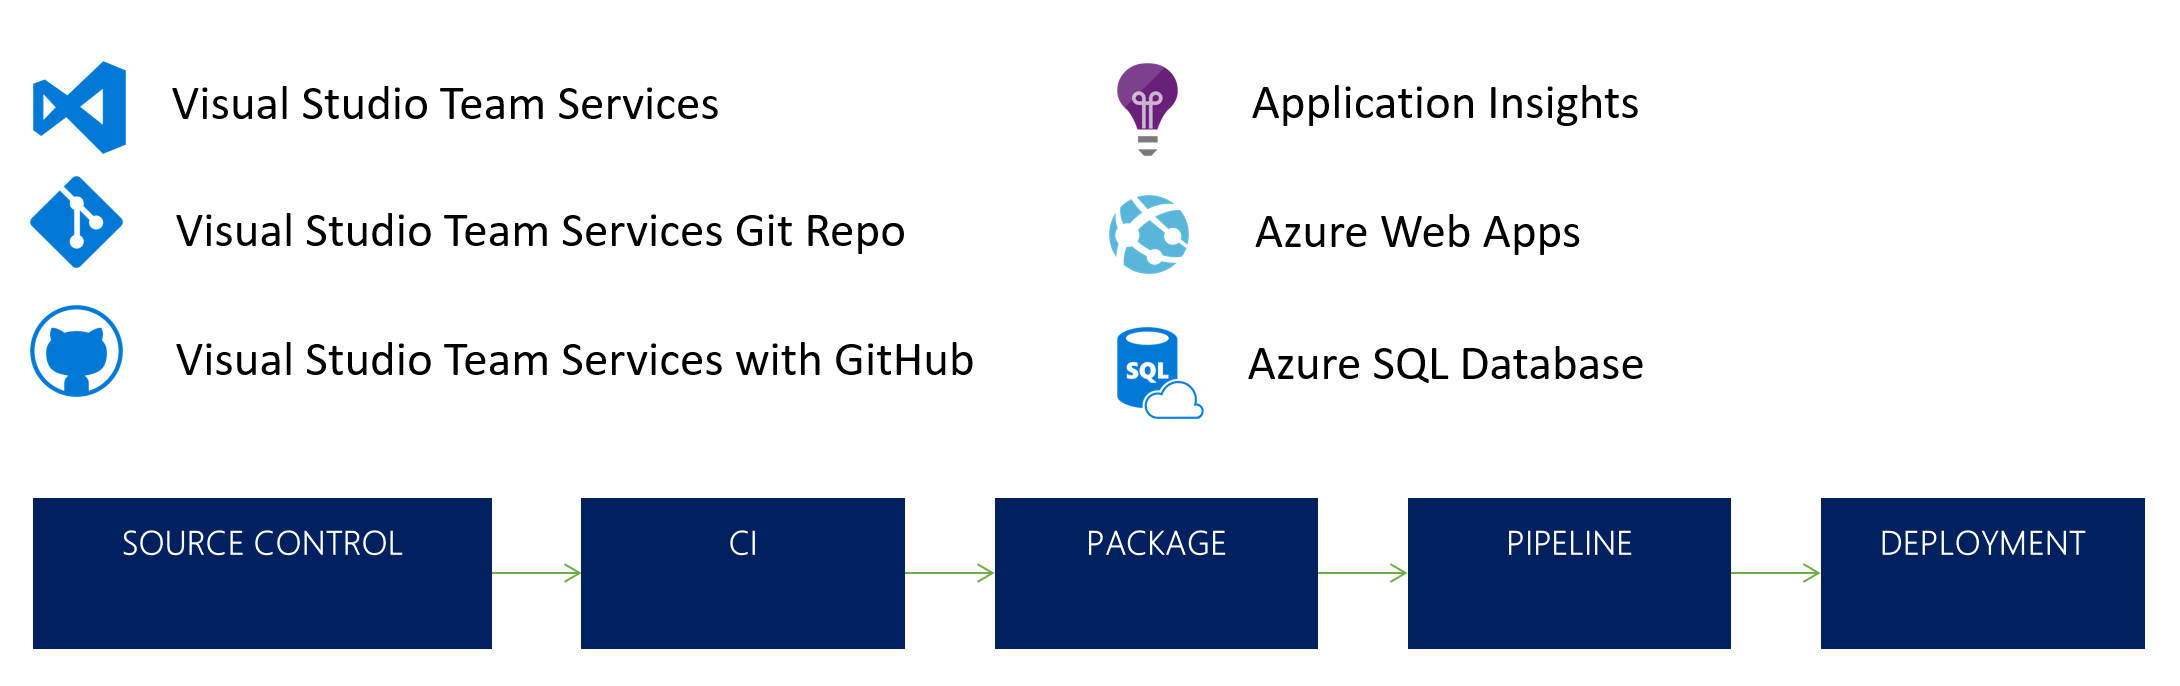 Visual Studio Team Services
Visual Studio Team Services Git Repo
Visual Studio Team Services with GitHub
Application Insights
Azure Web Apps
SQL
Azure SQL Database
SOURCE CONTROL
CI
PACKAGE
PIPELINE
DEPLOYMENT